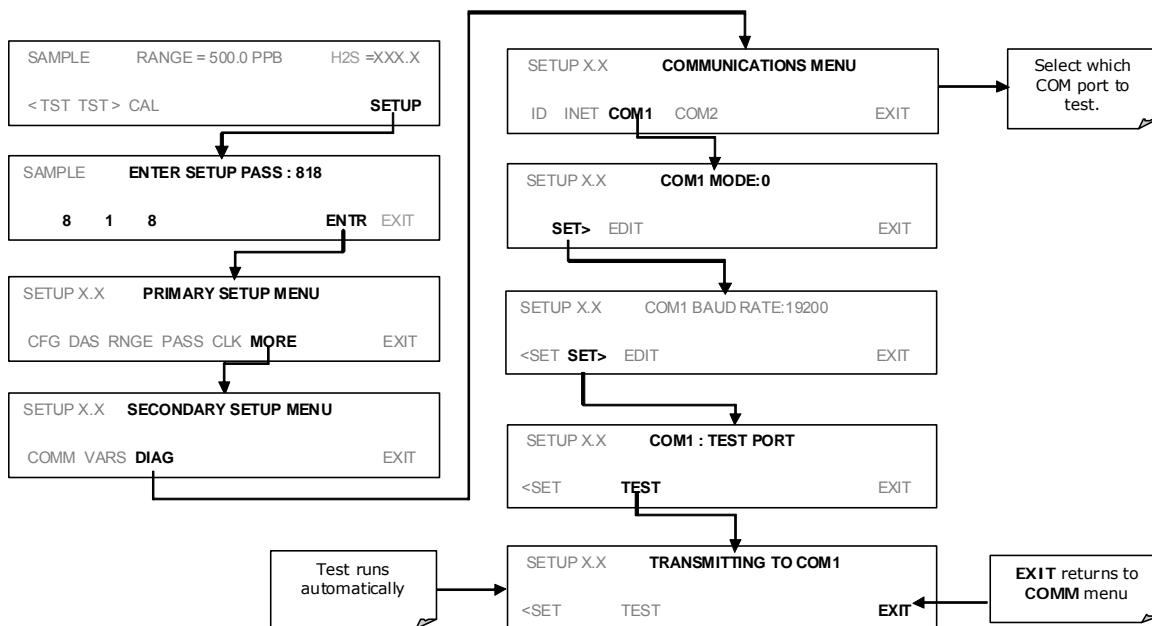 SAMPLE RANGE = 500.0 PPB H2S =XXX.X
< TST TST > CAL SETUP
SAMPLE ENTER SETUP PASS : 818
8 1 8 ENTR EXIT
SETUP X.X PRIMARY SETUP MENU
CFG DAS RNGE PASS CLK MORE EXIT
SETUP X.X SECONDARY SETUP MENU
COMM VARS DIAG EXIT
SETUP X.X COMMUNICATIONS MENU
ID INET COM1 COM2 EXIT
Select which
COM port to
test.
SETUP X.X COM1 MODE:0
SET> EDIT EXIT
SETUP X.X COM1 BAUD RATE:19200
<SET SET> EDIT EXIT
SETUP X.X COM1 : TEST PORT
<SET TEST EXIT
Test runs
automatically
SETUP X.X TRANSMITTING TO COM1
<SET TEST EXIT
EXIT returns to
COMM menu